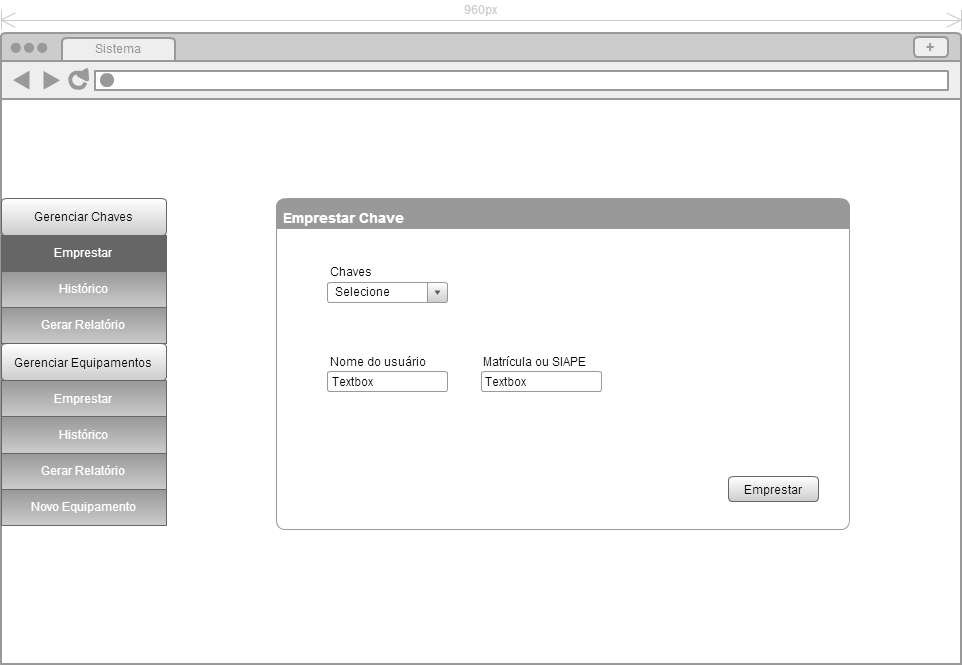 960px
Sistema
+
Gerenciar Chaves
Emprestar
Histórico
Gerar Relatório
Gerenciar Equipamentos
Emprestar
Histórico
Gerar Relatório
Novo Equipamento
Emprestar Chave
Chaves
Selecione
Nome do usuário Matrícula ou SIAPE
Textbox Textbox
Emprestar